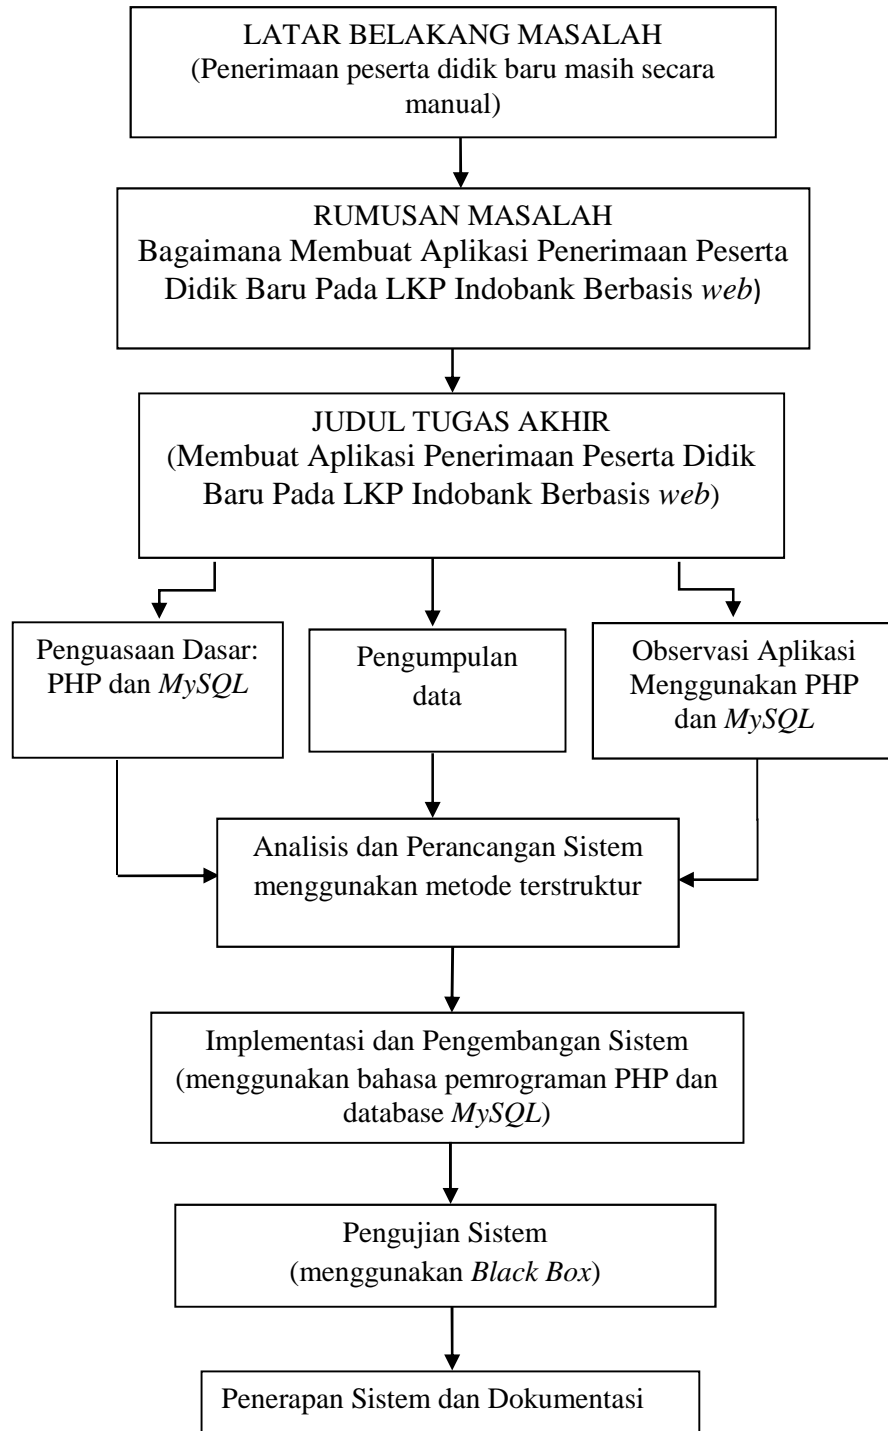 LATAR BELAKANG MASALAH
(Penerimaan peserta didik baru masih secara
manual)
RUMUSAN MASALAH
Bagaimana Membuat Aplikasi Penerimaan Peserta
Didik Baru Pada LKP Indobank Berbasis web)
JUDUL TUGAS AKHIR
(Membuat Aplikasi Penerimaan Peserta Didik
Baru Pada LKP Indobank Berbasis web)
Penguasaan Dasar:
PHP dan MySQL
Pengumpulan
data
Observasi Aplikasi
Menggunakan PHP
dan MySQL
Analisis dan Perancangan Sistem
menggunakan metode terstruktur
Implementasi dan Pengembangan Sistem
(menggunakan bahasa pemrograman PHP dan
database MySQL)
Pengujian Sistem
(menggunakan Black Box)
Penerapan Sistem dan Dokumentasi